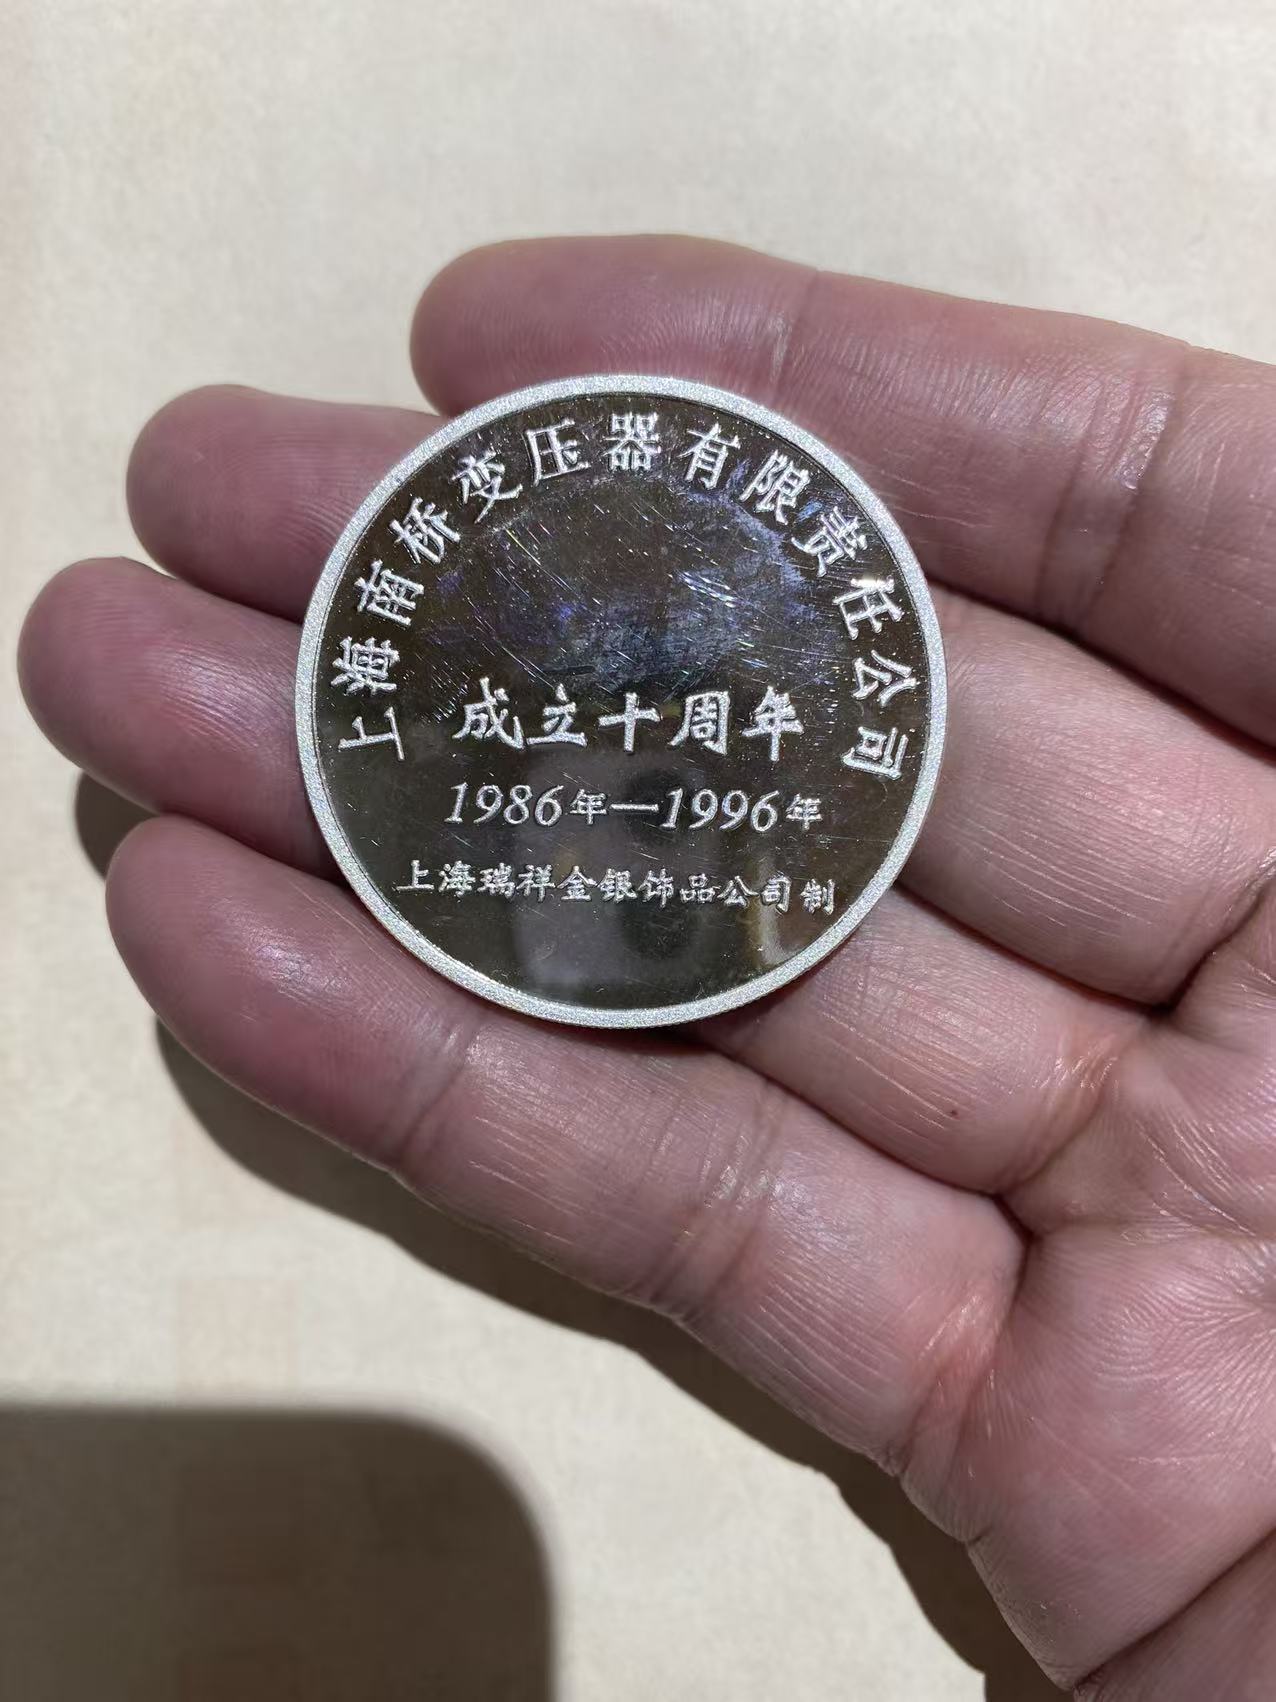 上海南桥变压器有限责任公司
成立十周年
1986年—1996年
上海瑞祥金银饰品公司制